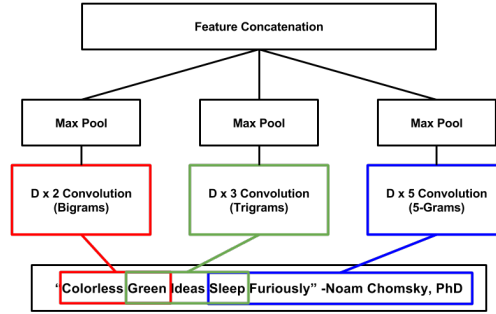 Feature Concatenation
Max Pool
Max Pool
Max Pool
D x 2 Convolution
(Bigrams)
D x 3 Convolution
(Trigrams)
D x 5 Convolution
(5-Grams)
“Colorless Green Ideas Sleep Furiously” -Noam Chomsky, PhD